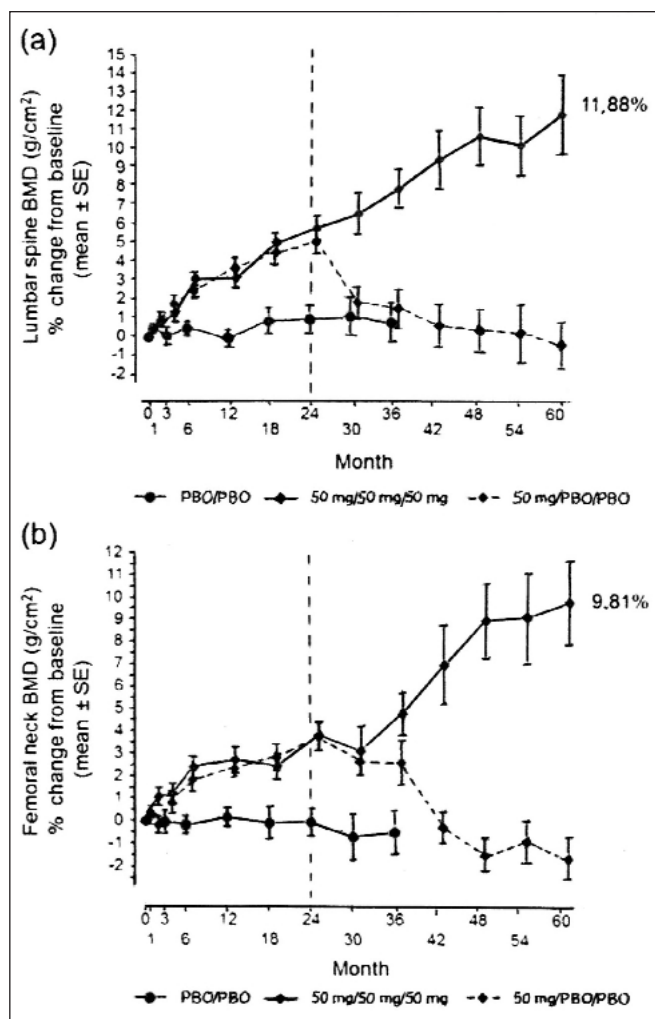 (a)
Lumbar spine BMD (g/cm²)
% change from baseline
(mean ± SE)
15
14
13
12
11
10
9
8
7
6
5
4
3
2
1
0
-1
-2
11,88%
0 3 12 24 36 48 60
1 6 18 30 42 54
Month
PBO/PBO 50 mg/50 mg/50 mg 50 mg/PBO/PBO
(b)
Femoral neck BMD (g/cm²)
% change from baseline
(mean ± SE)
12
11
10
9
8
7
6
5
4
3
2
1
0
-1
-2
9.81%
0 3 12 24 36 48 60
1 6 18 30 42 54
Month
PBO/PBO 50 mg/50 mg/50 mg 50 mg/PBO/PBO